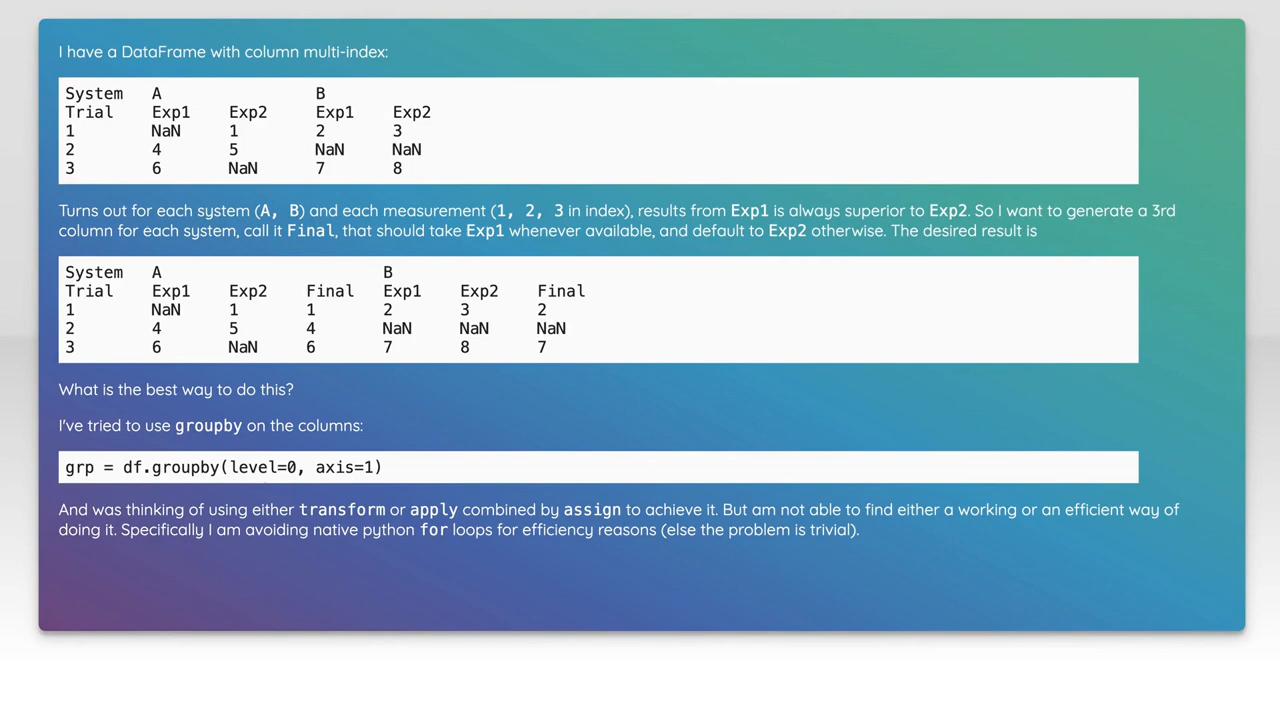 I have a DataFrame with column multi-index:
System A B
Trial Exp1 Exp2 Exp1 Exp2
1 NaN 1 2 3
2 4 5 NaN NaN
3 6 NaN 7 8
Turns out for each system (A, B) and each measurement (1, 2, 3 in index), results from Exp1 is always superior to Exp2. So I want to generate a 3rd
column for each system, call it Final, that should take Exp1 whenever available, and default to Exp2 otherwise. The desired result is
System A B
Trial Exp1 Exp2 Final Exp1 Exp2 Final
1 NaN 1 1 2 3 2
2 4 5 4 NaN NaN NaN
3 6 NaN 6 7 8 7
What is the best way to do this?
I've tried to use groupby on the columns:
grp = df.groupby(level=0, axis=1)
And was thinking of using either transform or apply combined by assign to achieve it. But am not able to find either a working or an efficient way of
doing it. Specifically I am avoiding native python for loops for efficiency reasons (else the problem is trivial).